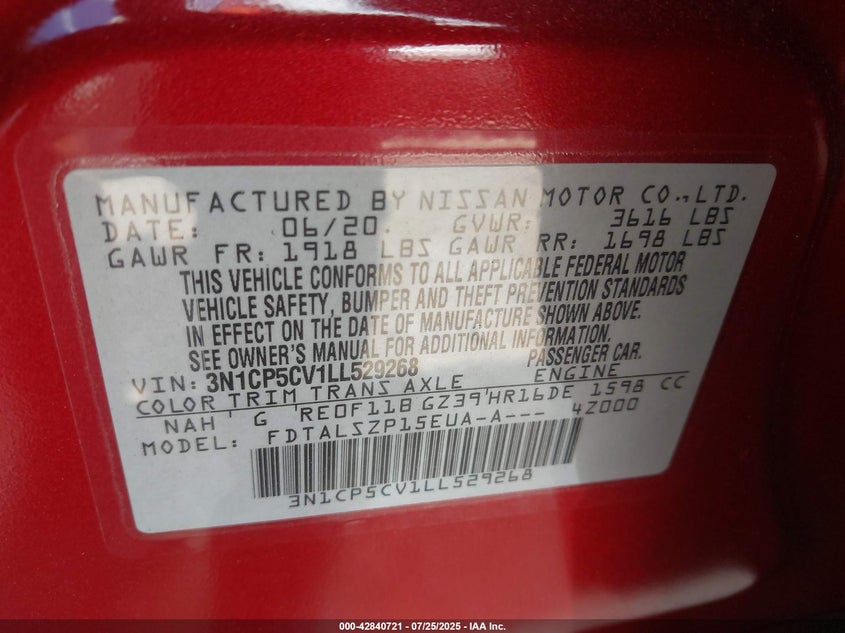 MANUFACTURED BY NISSAN MOTOR CO.,LTD.
DATE: 06/20. GVWR: 3616 LBS
GAWR FR: 1918 LBS GAWR RR: 1698 LBS
THIS VEHICLE CONFORMS TO ALL APPLICABLE FEDERAL MOTOR
VEHICLE SAFETY, BUMPER AND THEFT PREVENTION STANDARDS
IN EFFECT ON THE DATE OF MANUFACTURE SHOWN ABOVE.
SEE OWNER'S MANUAL FOR ADDITIONAL INFORMATION.
VIN: 3N1CP5CV1LL529268 PASSENGER CAR.
COLOR TRIM TRANS AXLE ENGINE
NAH G 'RE0F11B GZ39'HR16DE 1598 CC
MODEL: FDTALSZP15EUA-A--- 4Z000
3N1CP5CV1LL529268
000-42840721 — 07/25/2025 — IAA Inc.